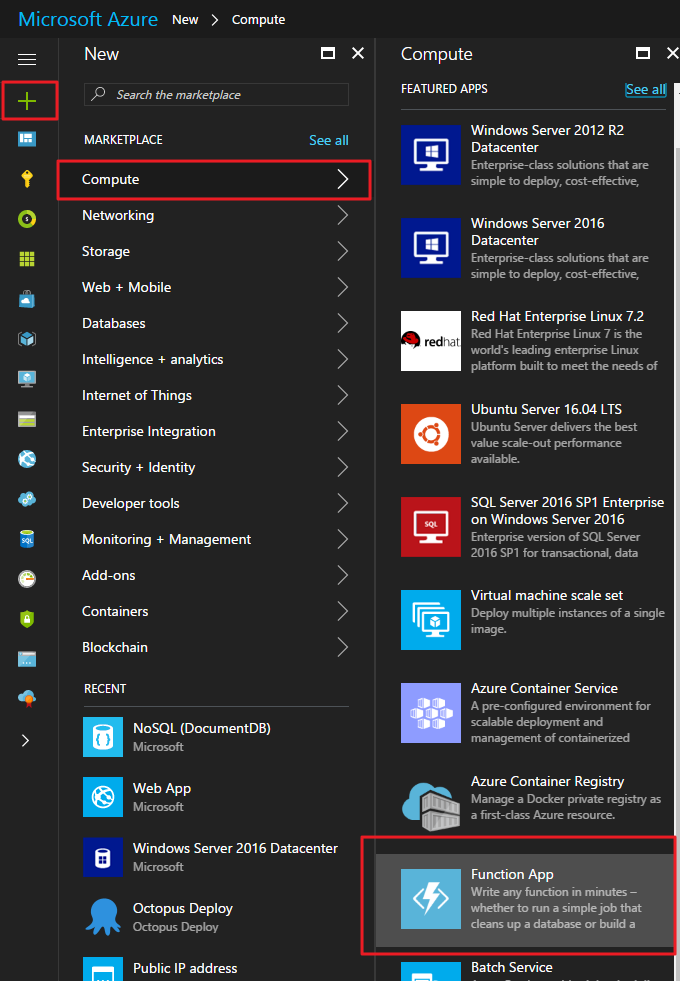 Microsoft Azure New > Compute
New
Search the marketplace
MARKETPLACE See all
Compute
Networking
Storage
Web + Mobile
Databases
Intelligence + analytics
Internet of Things
Enterprise Integration
Security + Identity
Developer tools
Monitoring + Management
Add-ons
Containers
Blockchain
RECENT
NoSQL (DocumentDB)
Microsoft
Web App
Microsoft
Windows Server 2016 Datacenter
Microsoft
Octopus Deploy
Octopus Deploy
Public IP address
Compute
FEATURED APPS See all
Windows Server 2012 R2
Datacenter
Enterprise-class solutions that are
simple to deploy, cost-effective,
Windows Server 2016
Datacenter
Enterprise-class solutions that are
simple to deploy, cost-effective,
redhat
Red Hat Enterprise Linux 7.2
Red Hat Enterprise Linux 7 is the
world's leading enterprise Linux
platform built to meet the needs of
Ubuntu Server 16.04 LTS
Ubuntu Server delivers the best
value scale-out performance
available.
SQL
SQL Server 2016 SP1 Enterprise
on Windows Server 2016
Enterprise version of SQL Server
2016 SP1 for transactional, data
Virtual machine scale set
Deploy multiple instances of a single
image.
Azure Container Service
A pre-configured environment for
scalable deployment and
management of containerized
Azure Container Registry
Manage a Docker private registry as
a first-class Azure resource.
Function App
Write any function in minutes –
whether to run a simple job that
cleans up a database or build a
Batch Service